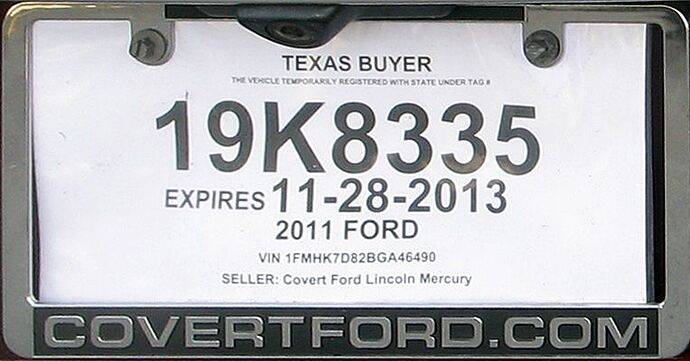 TEXAS BUYER
THE VEHICLE TEMPORARILY REGISTERED WITH STATE UNDER TAG #
19K8335
EXPIRES 11-28-2013
2011 FORD
VIN 1FMHK7D82BGA46490
SELLER: Covert Ford Lincoln Mercury
COVERTFORD.COM